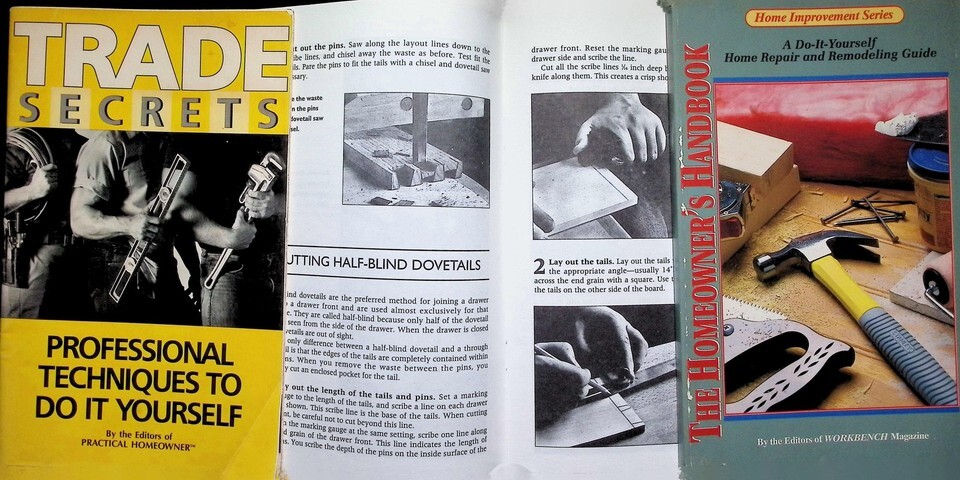 TRADE
SECRETS
PROFESSIONAL
TECHNIQUES TO
DO IT YOURSELF
By the Editors of
PRACTICAL HOMEOWNER™
t out the pins. Saw along the layout lines down to the
ibe lines, and chisel away the waste as before. Test fit the
ls. Pare the pins to fit the tails with a chisel and dovetail saw
ssary.
e the waste
n the pins
dovetail saw
sel.
UTTING HALF-BLIND DOVETAILS
ind dovetails are the preferred method for joining a drawer
o a drawer front and are used almost exclusively for that
e. They are called half-blind because only half of the dovetail
seen from the side of the drawer. When the drawer is closed
vetails are out of sight.
only difference between a half-blind dovetail and a through
il is that the edges of the tails are completely contained within
ns. When you remove the waste between the pins, you
y cut an enclosed pocket for the tail.
y out the length of the tails and pins. Set a marking
uge to the length of the tails, and scribe a line on each drawer
shown. This scribe line is the base of the tails. When cutting
nt, be careful not to cut beyond this line.
h the marking gauge at the same setting, scribe one line along
d grain of the drawer front. This line indicates the length of
s. You scribe the depth of the pins on the inside surface of the
drawer front. Reset the marking gau
drawer side and scribe the line.
Cut all the scribe lines 1⁄16 inch deep b
knife along them. This creates a crisp sho
2 Lay out the tails. Lay out the tails
the appropriate angle—usually 14°
across the end grain with a square. Use t
the tails on the other side of the board.
THE HOMEOWNER'S HANDBOOK
Home Improvement Series
A Do-It-Yourself
Home Repair and Remodeling Guide
By the Editors of WORKBENCH Magazine